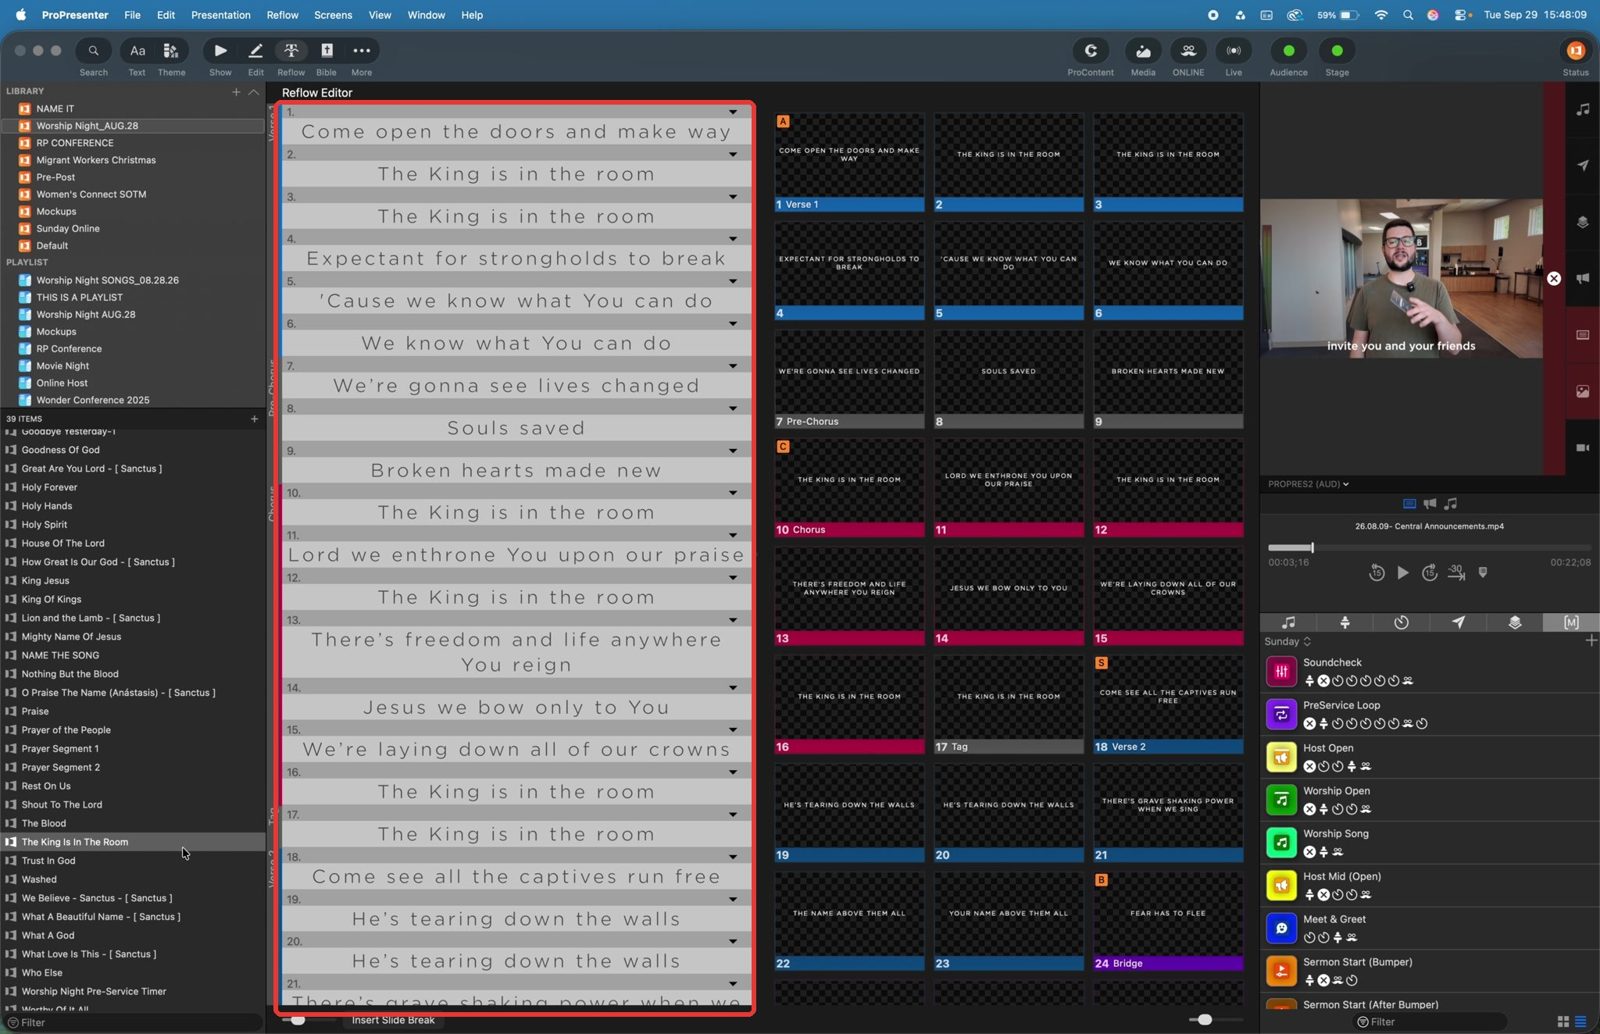 ProPresenter File Edit Presentation Reflow Screens View Window Help
59% Tue Sep 29 15:48:09
Aa
Search Text Theme Show Edit Reflow Bible More
ProContent Media ONLINE Live Audience Stage Status
LIBRARY
NAME IT
Worship Night_AUG.28
RP CONFERENCE
Migrant Workers Christmas
Pre-Post
Women's Connect SOTM
Mockups
Sunday Online
Default
PLAYLIST
Worship Night SONGS_08.28.26
THIS IS A PLAYLIST
Worship Night AUG.28
Mockups
RP Conference
Movie Night
Online Host
Wonder Conference 2025
39 ITEMS
Goodbye Yesterday-1
Goodness Of God
Great Are You Lord - [ Sanctus ]
Holy Forever
Holy Hands
Holy Spirit
House Of The Lord
How Great Is Our God - [ Sanctus ]
King Jesus
King Of Kings
Lion and the Lamb - [ Sanctus ]
Mighty Name Of Jesus
NAME THE SONG
Nothing But the Blood
O Praise The Name (Anástasis) - [ Sanctus ]
Praise
Prayer of the People
Prayer Segment 1
Prayer Segment 2
Rest On Us
Shout To The Lord
The Blood
The King Is In The Room
Trust In God
Washed
We Believe - Sanctus - [ Sanctus ]
What A Beautiful Name - [ Sanctus ]
What A God
What Love Is This - [ Sanctus ]
Who Else
Worship Night Pre-Service Timer
Worthy Of It All
Filter
Reflow Editor
1.
Come open the doors and make way
2.
The King is in the room
3.
The King is in the room
4.
Expectant for strongholds to break
5.
'Cause we know what You can do
6.
We know what You can do
7.
We're gonna see lives changed
8.
Souls saved
9.
Broken hearts made new
10.
The King is in the room
11.
Lord we enthrone You upon our praise
12.
The King is in the room
13.
There's freedom and life anywhere
You reign
14.
Jesus we bow only to You
15.
We're laying down all of our crowns
16.
The King is in the room
17.
The King is in the room
18.
Come see all the captives run free
19.
He's tearing down the walls
20.
He's tearing down the walls
21.
There's grave shaking power when we
Insert Slide Break
A
COME OPEN THE DOORS AND MAKE
WAY
1 Verse 1
THE KING IS IN THE ROOM
2
THE KING IS IN THE ROOM
3
EXPECTANT FOR STRONGHOLDS TO
BREAK
4
'CAUSE WE KNOW WHAT YOU CAN
DO
5
WE KNOW WHAT YOU CAN DO
6
WE'RE GONNA SEE LIVES CHANGED
7 Pre-Chorus
SOULS SAVED
8
BROKEN HEARTS MADE NEW
9
C
THE KING IS IN THE ROOM
10 Chorus
LORD WE ENTHRONE YOU UPON
OUR PRAISE
11
THE KING IS IN THE ROOM
12
THERE'S FREEDOM AND LIFE
ANYWHERE YOU REIGN
13
JESUS WE BOW ONLY TO YOU
14
WE'RE LAYING DOWN ALL OF OUR
CROWNS
15
THE KING IS IN THE ROOM
16
THE KING IS IN THE ROOM
17 Tag
S
COME SEE ALL THE CAPTIVES RUN
FREE
18 Verse 2
HE'S TEARING DOWN THE WALLS
19
HE'S TEARING DOWN THE WALLS
20
THERE'S GRAVE SHAKING POWER
WHEN WE SING
21
THE NAME ABOVE THEM ALL
22
YOUR NAME ABOVE THEM ALL
23
B
FEAR HAS TO FLEE
24 Bridge
invite you and your friends
PROPRES2 (AUD)
26.08.09- Central Announcements.mp4
00:03;16 00:22;08
15 15 -30
[M]
Sunday
Soundcheck
PreService Loop
Host Open
Worship Open
Worship Song
Host Mid (Open)
Meet & Greet
Sermon Start (Bumper)
Sermon Start (After Bumper)
Filter